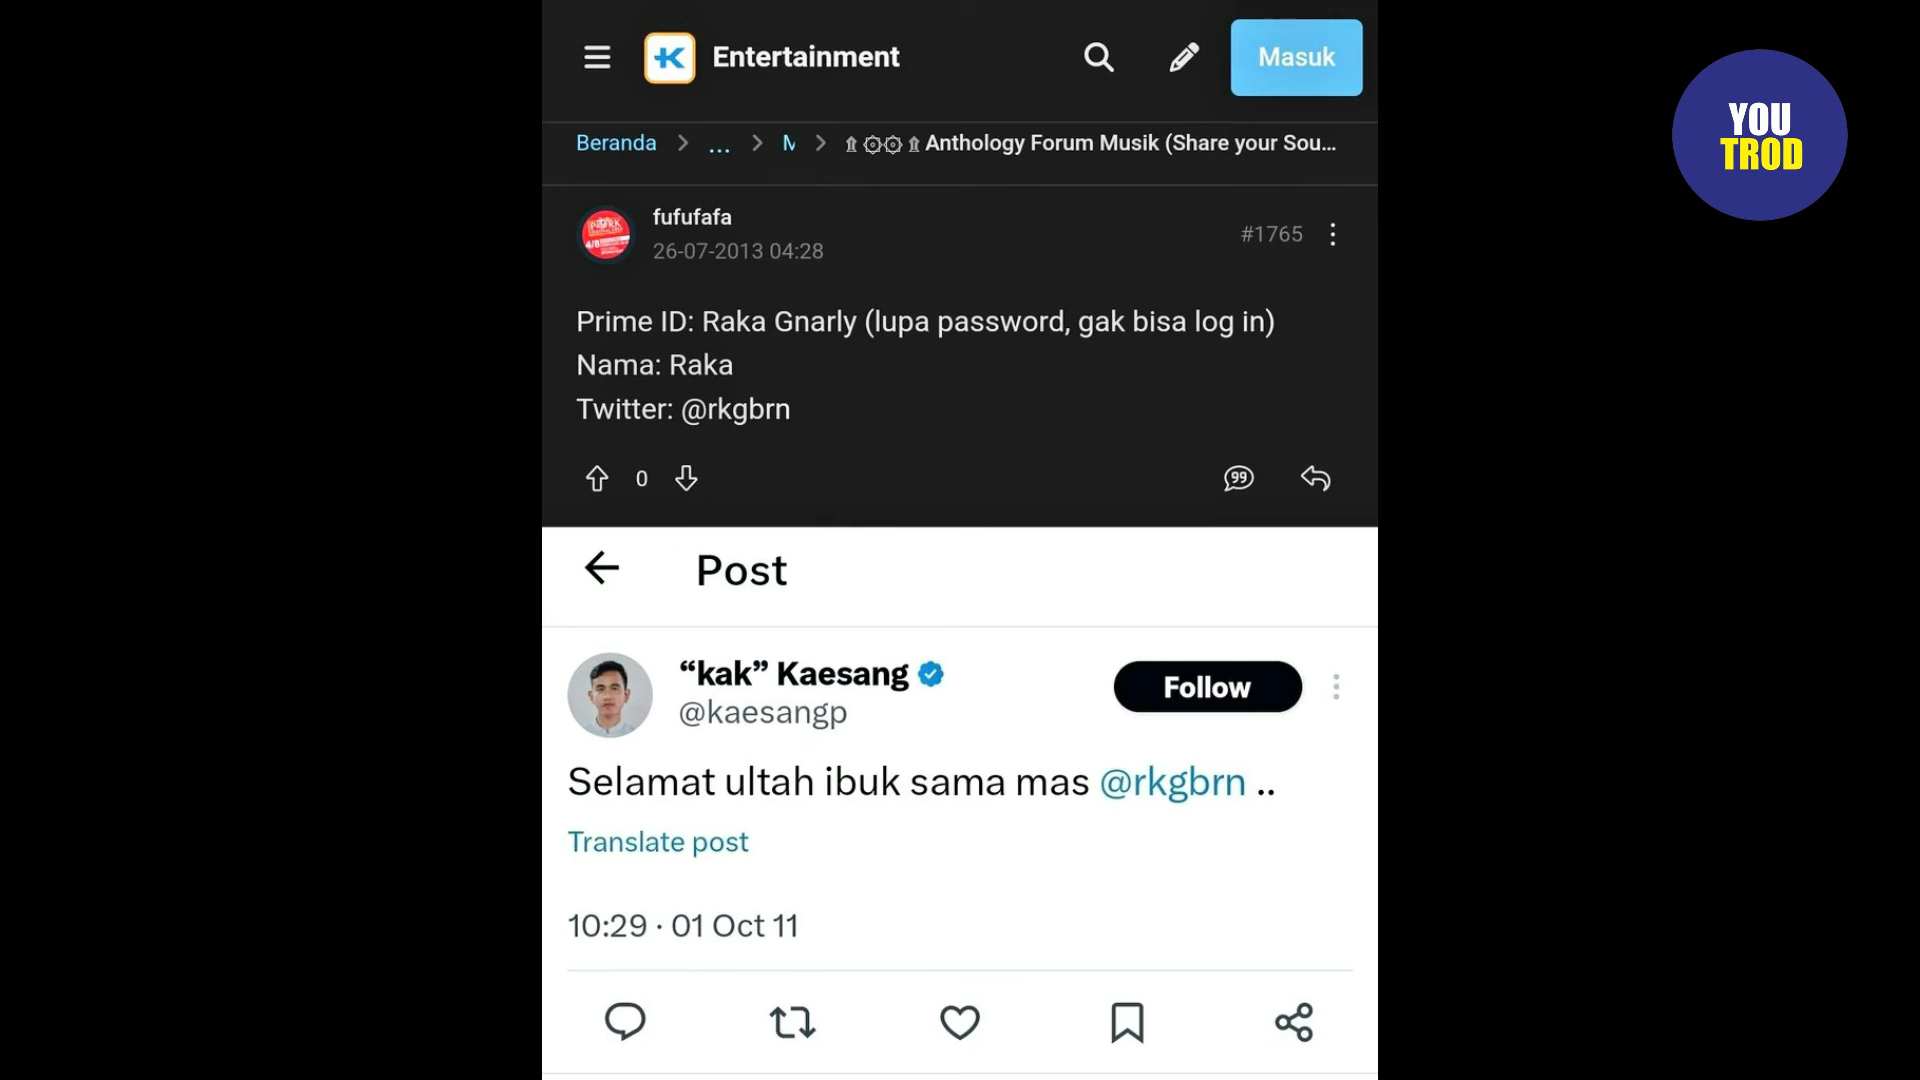 Entertainment
Masuk
Beranda > ... > M > Anthology Forum Musik (Share your Sou...
YOU
TROD
fufufafa
26-07-2013 04:28
#1765
Prime ID: Raka Gnarly (lupa password, gak bisa log in)
Nama: Raka
Twitter: @rkgbrn
0
99
Post
“kak” Kaesang
@kaesangp
Follow
Selamat ultah ibuk sama mas @rkgbrn ..
Translate post
10:29 · 01 Oct 11